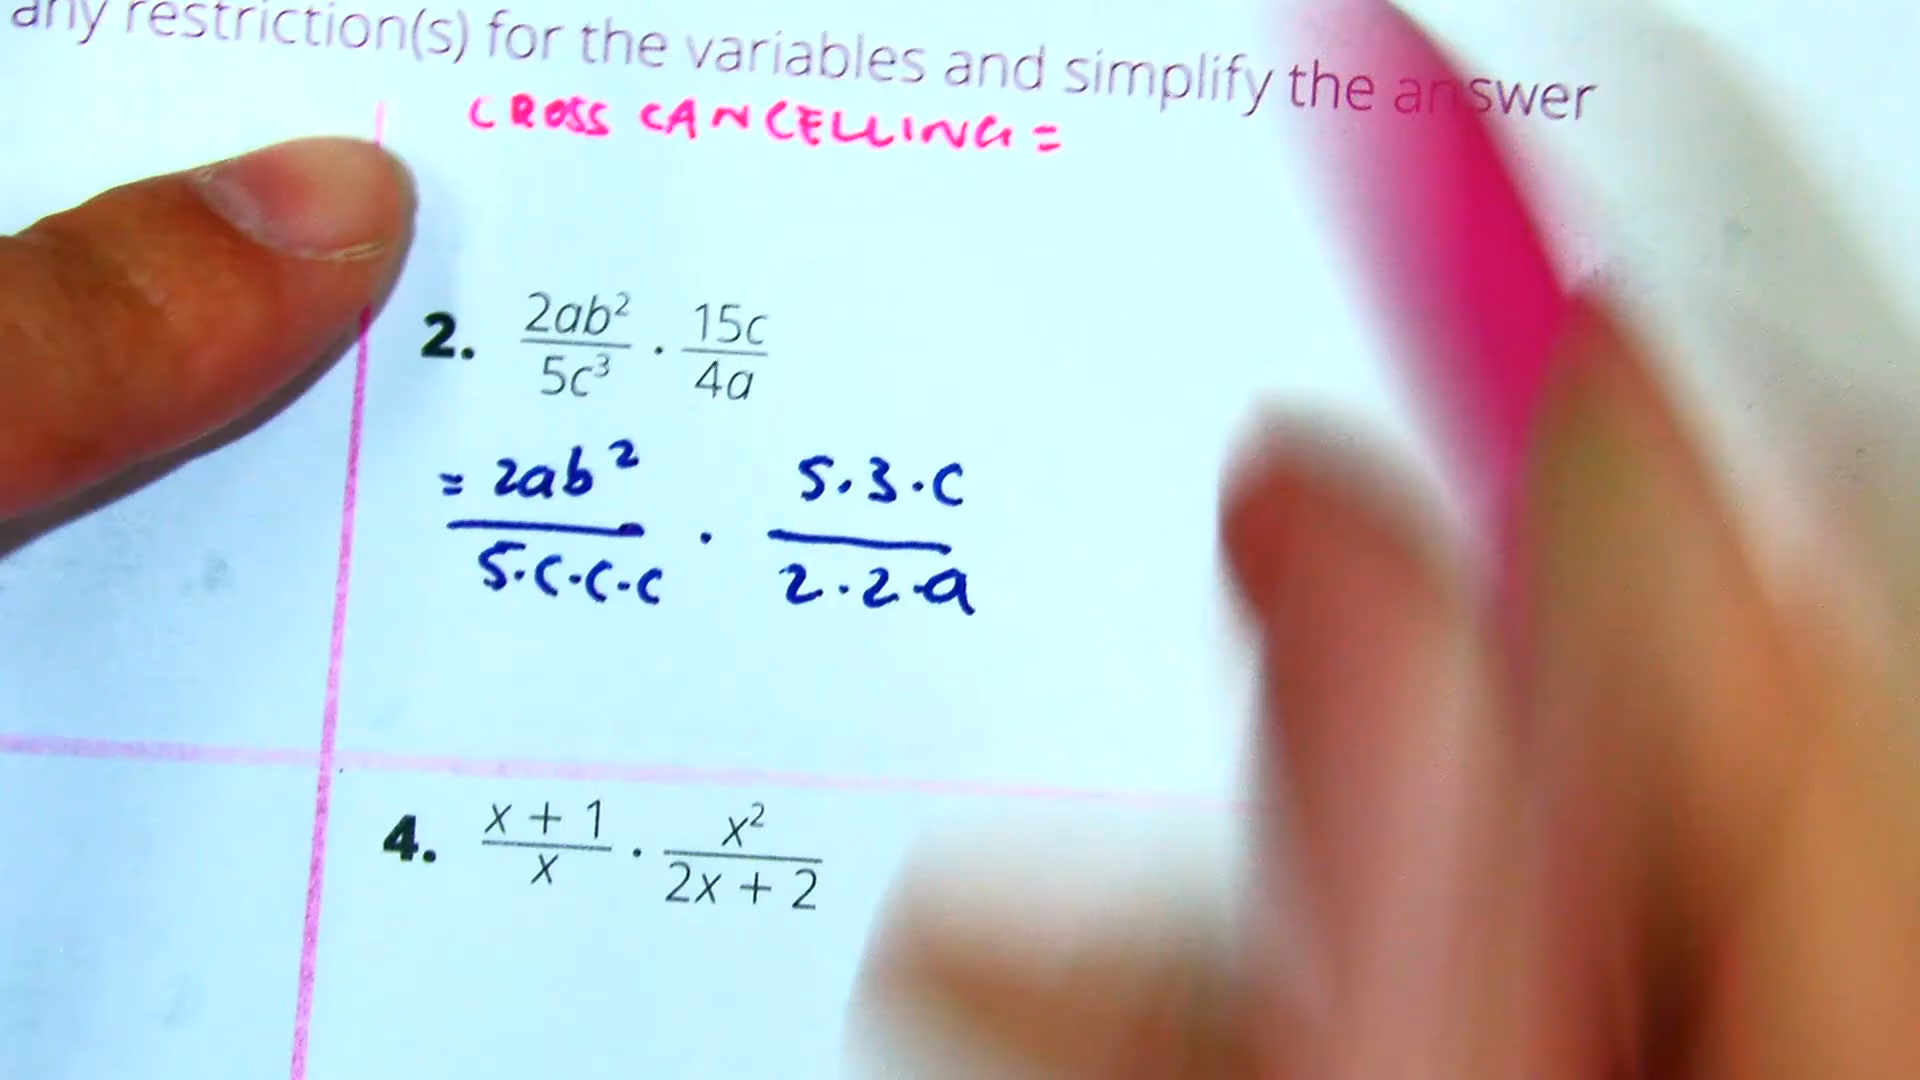 any restriction(s) for the variables and simplify the answer
CROSS CANCELLING =
2. 2ab² / 5c³ · 15c / 4a
= 2ab² / 5·c·c·c · 5·3·c / 2·2·a
4. x + 1 / x · x² / 2x + 2